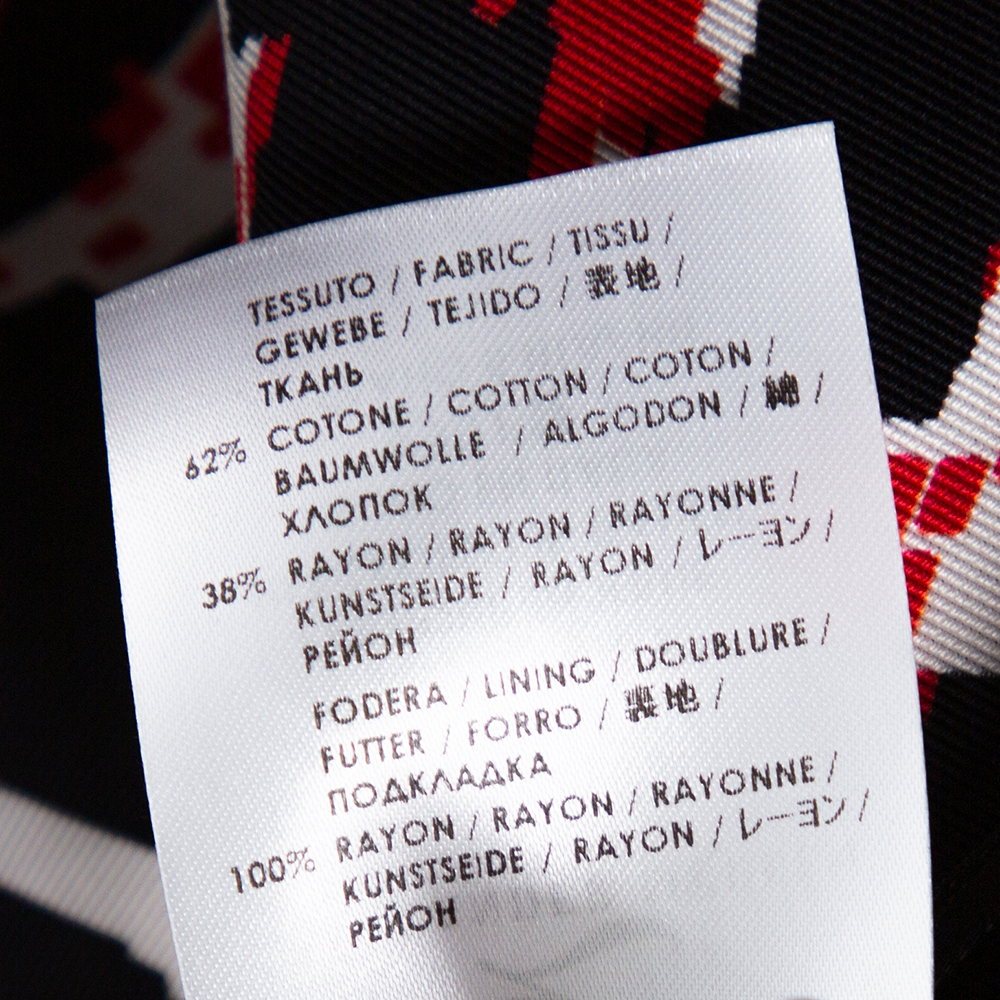 TESSUTO / FABRIC / TISSU /
GEWEBE / TEJIDO / 表地 /
ТКАНЬ
62% COTONE / COTTON / COTON /
BAUMWOLLE / ALGODON / 綿 /
ХЛОПОК
38% RAYON / RAYON / RAYONNE /
KUNSTSEIDE / RAYON / レーヨン /
РЕЙОН
FODERA / LINING / DOUBLURE /
FUTTER / FORRO / 裏地 /
ПОДКЛАДКА
100% RAYON / RAYON / RAYONNE /
KUNSTSEIDE / RAYON / レーヨン /
РЕЙОН